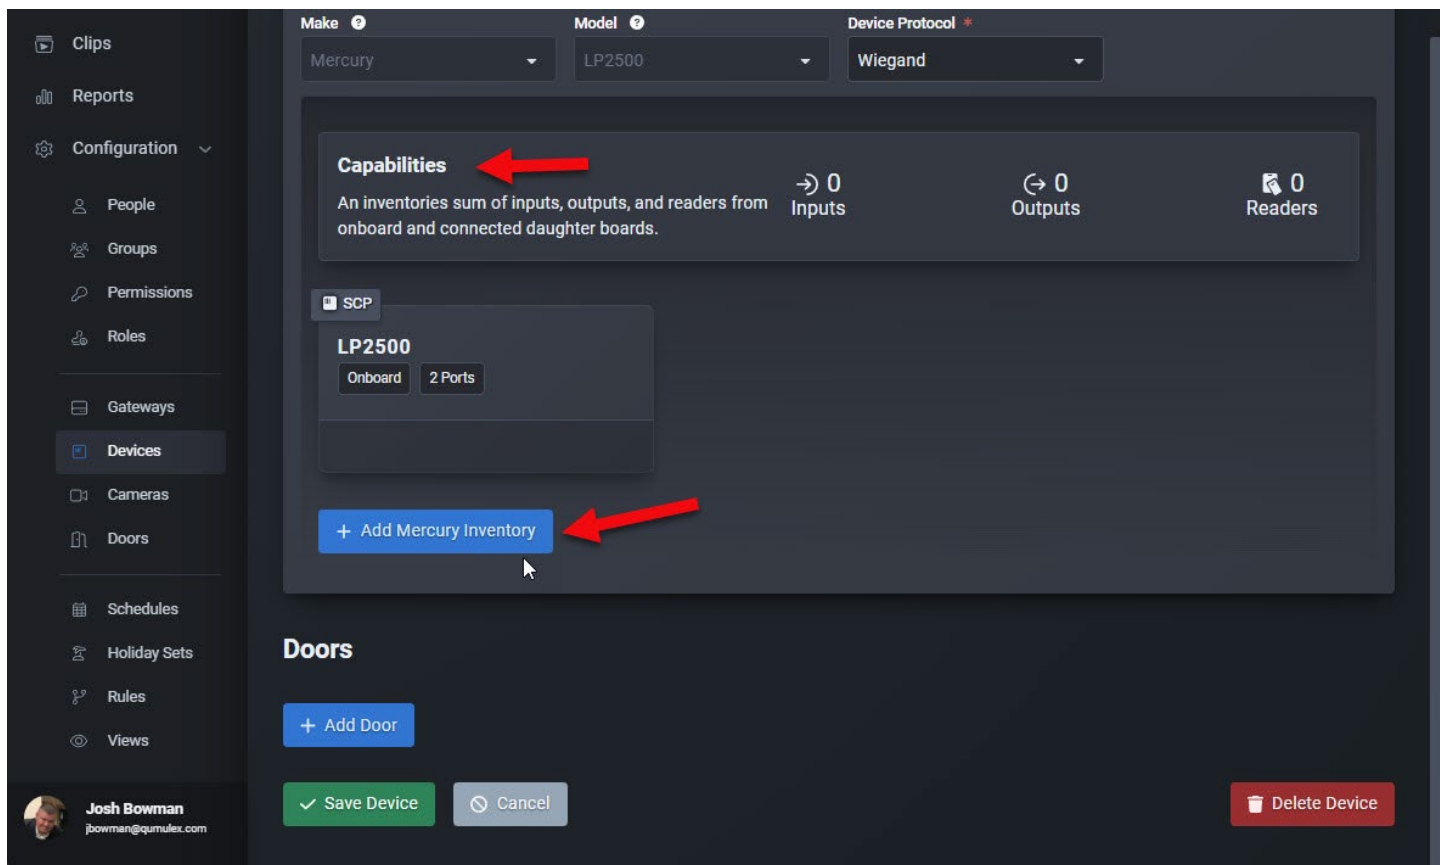 Clips
Reports
Configuration
People
Groups
Permissions
Roles
Gateways
Devices
Cameras
Doors
Schedules
Holiday Sets
Rules
Views
Josh Bowman
jbowman@qumulex.com
Make
Model
Device Protocol *
Mercury
LP2500
Wiegand
Capabilities
An inventories sum of inputs, outputs, and readers from
onboard and connected daughter boards.
0
Inputs
0
Outputs
0
Readers
SCP
LP2500
Onboard 2 Ports
+ Add Mercury Inventory
Doors
+ Add Door
Save Device
Cancel
Delete Device